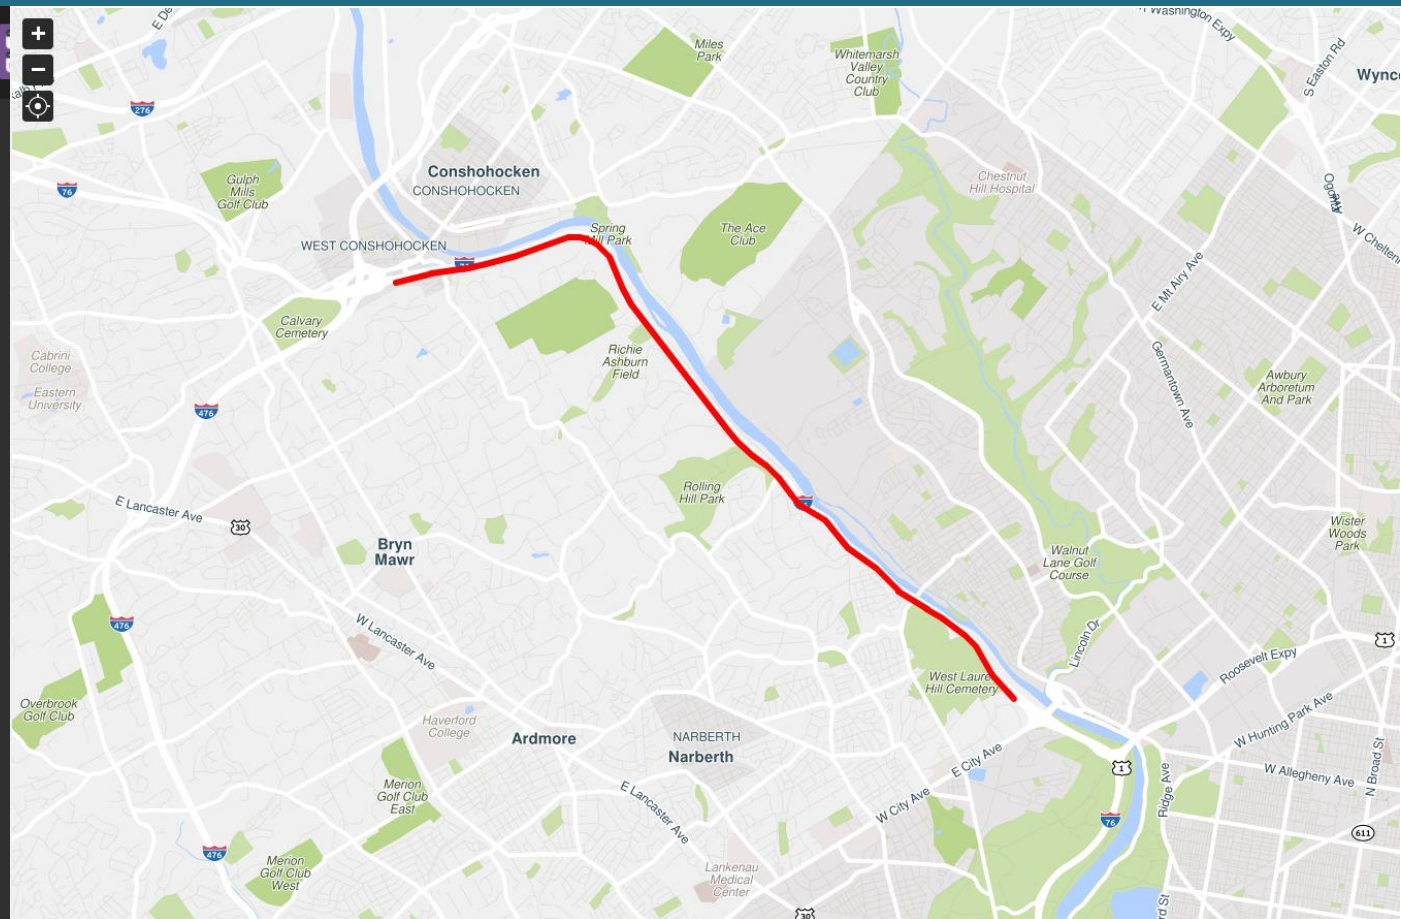 +
−
Miles
Park
Whitemarsh
Valley
Country
Club
Washington Expy
S Easton Rd
276
76
Gulph
Mills
Golf Club
Conshohocken
CONSHOHOCKEN
Chestnut
Hill Hospital
WEST CONSHOHOCKEN
Spring
Mill Park
The Ace
Club
W Chelten
E Mt Airy Ave
Calvary
Cemetery
Cabrini
College
Eastern
University
Richie
Ashburn
Field
Germantown Ave
Awbury
Arboretum
And Park
476
Rolling
Hill Park
E Lancaster Ave
30
Bryn
Mawr
Wister
Woods
Park
Walnut
Lane Golf
Course
476
W Lancaster Ave
Lincoln Dr
1
Roosevelt Expy
West Laurel
Hill Cemetery
Overbrook
Golf Club
Haverford
College
Ardmore
NARBERTH
Narberth
E City Ave
W Hunting Park Ave
1
W Allegheny Ave
N Broad St
Ridge Ave
Merion
Golf Club
East
E Lancaster Ave
W City Ave
76
611
476
Merion
Golf Club
West
Lankenau
Medical
Center
30
rd St